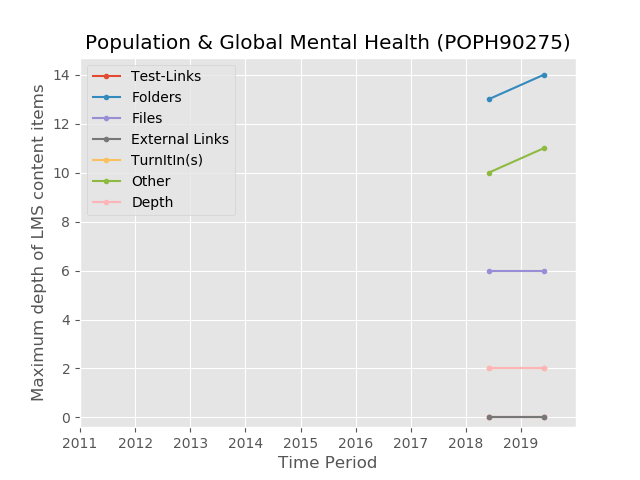 Population & Global Mental Health (POPH90275)
Maximum depth of LMS content items
14
12
10
8
6
4
2
0
Test-Links
Folders
Files
External Links
TurnItIn(s)
Other
Depth
2011 2012 2013 2014 2015 2016 2017 2018 2019
Time Period